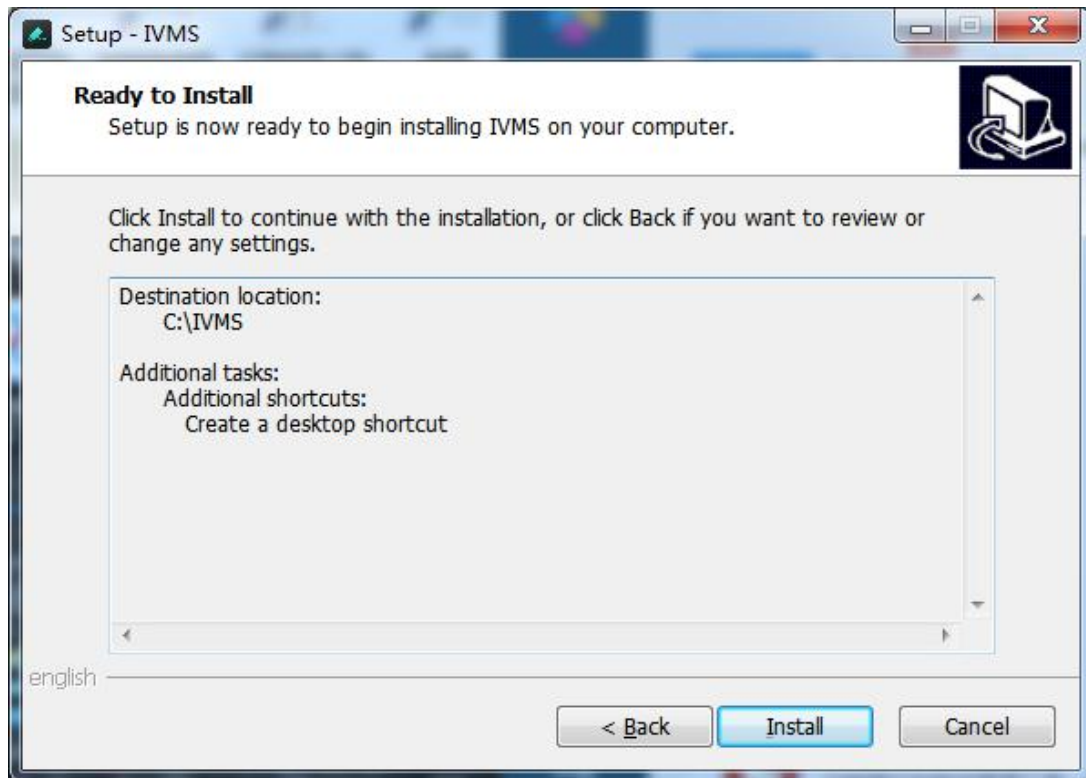 Setup - IVMS
Ready to Install
Setup is now ready to begin installing IVMS on your computer.
Click Install to continue with the installation, or click Back if you want to review or
change any settings.
Destination location:
C:\IVMS
Additional tasks:
Additional shortcuts:
Create a desktop shortcut
english
< Back
Install
Cancel